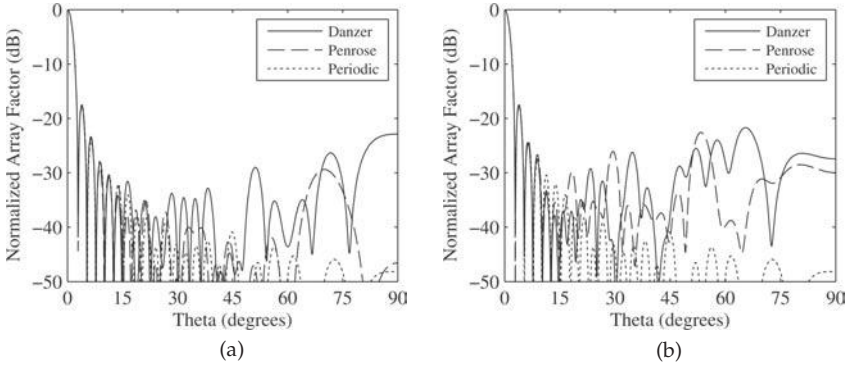 0
−10
−20
−30
−40
−50
Normalized Array Factor (dB)
Danzer
Penrose
Periodic
0 15 30 45 60 75 90
Theta (degrees)
(a)
0
−10
−20
−30
−40
−50
Normalized Array Factor (dB)
Danzer
Penrose
Periodic
0 15 30 45 60 75 90
Theta (degrees)
(b)